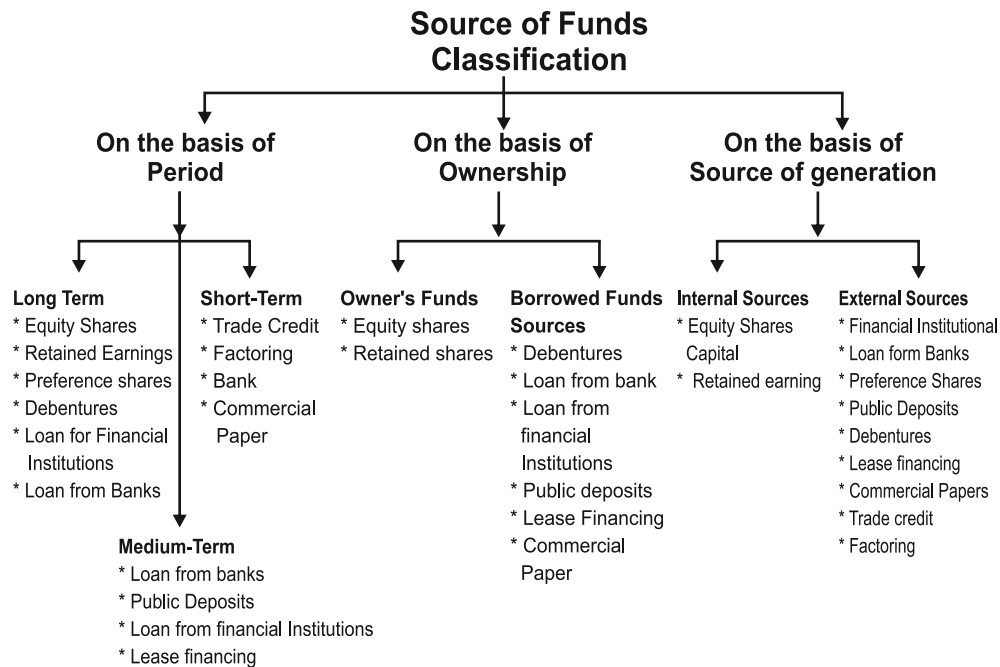 Source of Funds
Classification
On the basis of
Period
On the basis of
Ownership
On the basis of
Source of generation
Long Term
* Equity Shares
* Retained Earnings
* Preference shares
* Debentures
* Loan for Financial
Institutions
* Loan from Banks
Short-Term
* Trade Credit
* Factoring
* Bank
* Commercial
Paper
Medium-Term
* Loan from banks
* Public Deposits
* Loan from financial Institutions
* Lease financing
Owner's Funds
* Equity shares
* Retained shares
Borrowed Funds
Sources
* Debentures
* Loan from bank
* Loan from
financial
Institutions
* Public deposits
* Lease Financing
* Commercial
Paper
Internal Sources
* Equity Shares
Capital
* Retained earning
External Sources
* Financial Institutional
* Loan form Banks
* Preference Shares
* Public Deposits
* Debentures
* Lease financing
* Commercial Papers
* Trade credit
* Factoring